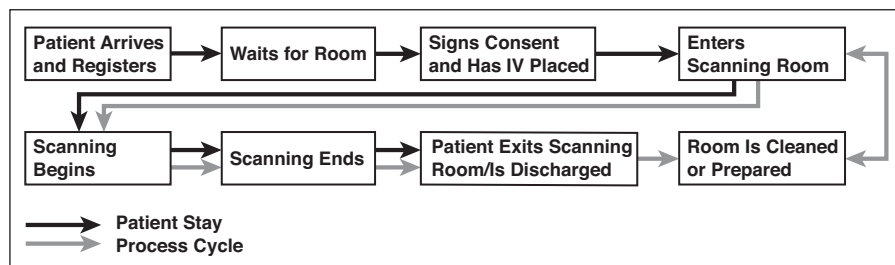 Patient Arrives
and Registers
Waits for Room
Signs Consent
and Has IV Placed
Enters
Scanning Room
Scanning
Begins
Scanning Ends
Patient Exits Scanning
Room/Is Discharged
Room Is Cleaned
or Prepared
Patient Stay
Process Cycle